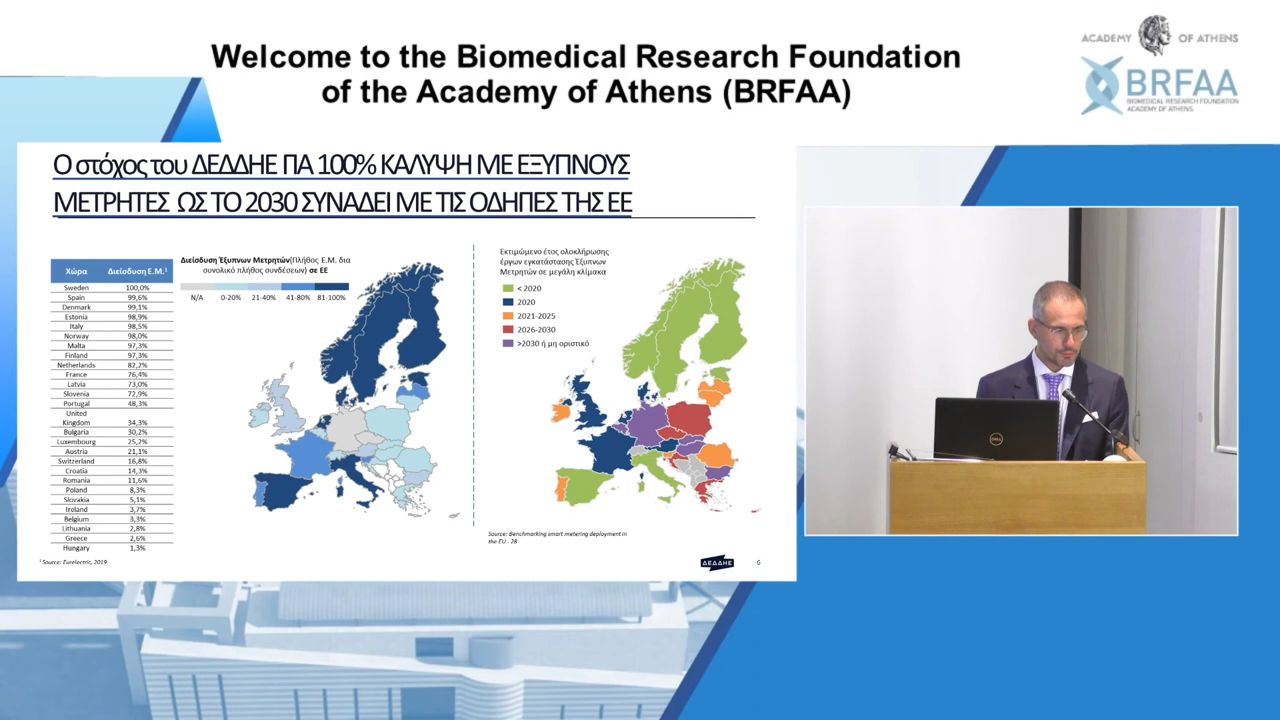 Welcome to the Biomedical Research Foundation
of the Academy of Athens (BRFAA)
ACADEMY OF ATHENS
BRFAA
BIOMEDICAL RESEARCH FOUNDATION
ACADEMY OF ATHENS
Ο στόχος του ΔΕΔΔΗΕ ΓΙΑ 100% ΚΑΛΥΨΗ ΜΕ ΕΞΥΠΝΟΥΣ
ΜΕΤΡΗΤΕΣ ΩΣ ΤΟ 2030 ΣΥΝΑΔΕΙ ΜΕ ΤΙΣ ΟΔΗΓΙΕΣ ΤΗΣ ΕΕ
Χώρα Διείσδυση Ε.Μ.¹
Sweden 100,0%
Spain 99,6%
Denmark 99,1%
Estonia 98,9%
Italy 98,5%
Norway 98,0%
Malta 97,3%
Finland 97,3%
Netherlands 82,2%
France 76,4%
Latvia 73,0%
Slovenia 72,9%
Portugal 48,3%
United
Kingdom 34,3%
Bulgaria 30,2%
Luxembourg 25,2%
Austria 21,1%
Switzerland 16,8%
Croatia 14,3%
Romania 11,6%
Poland 8,3%
Slovakia 5,1%
Ireland 3,7%
Belgium 3,3%
Lithuania 2,8%
Greece 2,6%
Hungary 1,3%
¹ Source: Eurelectric, 2019
Διείσδυση Έξυπνων Μετρητών(Πλήθος Ε.Μ. δια
συνολικό πλήθος συνδέσεων) σε ΕΕ
N/A 0-20% 21-40% 41-80% 81-100%
Εκτιμώμενο έτος ολοκλήρωσης
έργων εγκατάστασης Έξυπνων
Μετρητών σε μεγάλη κλίμακα
< 2020
2020
2021-2025
2026-2030
>2030 ή μη οριστικό
Source: Benchmarking smart metering deployment in
the EU - 28
ΔΕΔΔΗΕ
6
DELL